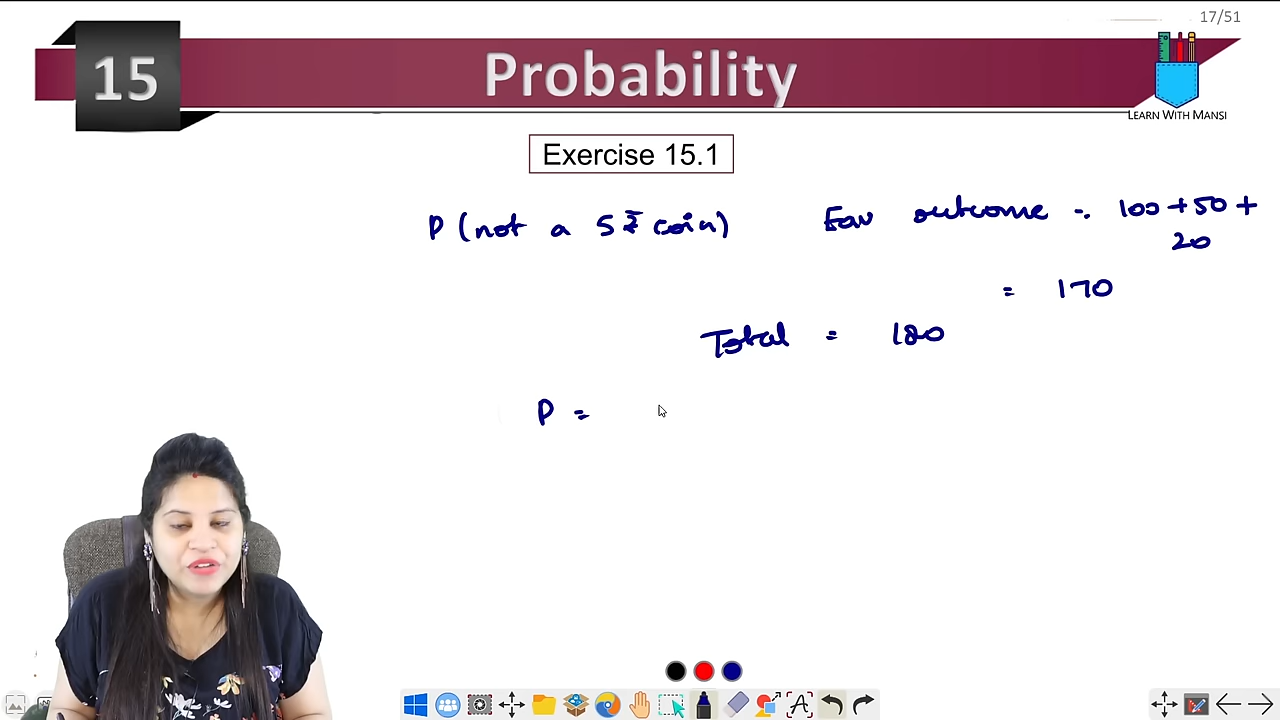 17/51
15
Probability
LEARN WITH MANSI
Exercise 15.1
P (not a 5₹ coin) Fav outcome = 100 + 50 +
20
= 170
Total = 180
P =